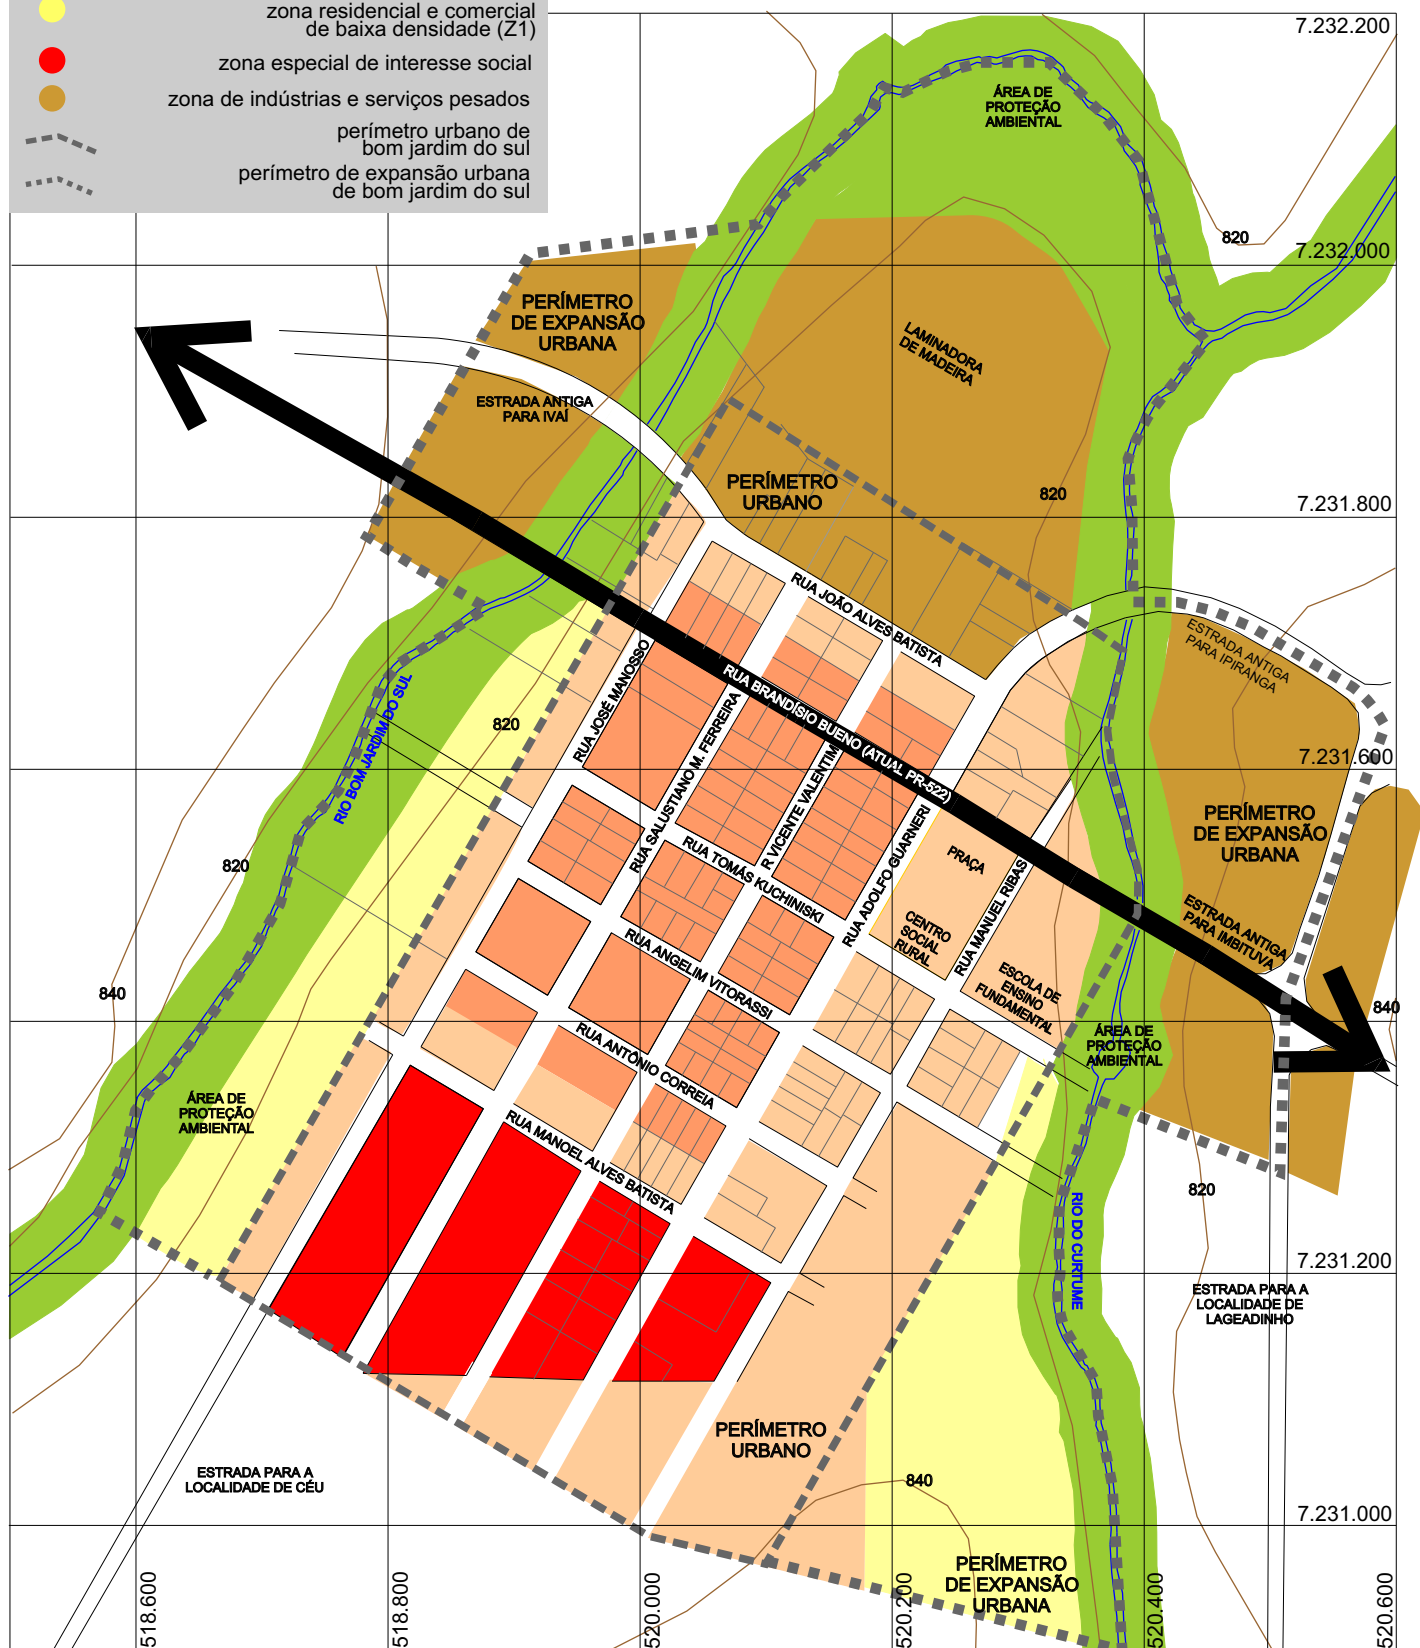 zona residencial e comercial
de baixa densidade (Z1)
zona especial de interesse social
zona de indústrias e serviços pesados
perímetro urbano de
bom jardim do sul
perímetro de expansão urbana
de bom jardim do sul
7.232.200
ÁREA DE
PROTEÇÃO
AMBIENTAL
820
7.232.000
PERÍMETRO
DE EXPANSÃO
URBANA
LAMINADORA
DE MADEIRA
ESTRADA ANTIGA
PARA IVAÍ
PERÍMETRO
URBANO
820
7.231.800
RUA JOÃO ALVES BATISTA
ESTRADA ANTIGA
PARA IPIRANGA
RUA JOSÉ MANOSSO
RUA BRANDÍSIO BUENO (ATUAL PR-522)
RIO BOM JARDIM DO SUL
820
RUA SALUSTIANO M. FERREIRA
R VICENTE VALENTIM
7.231.600
PERÍMETRO
DE EXPANSÃO
URBANA
RUA ADOLFO GUARNERI
PRAÇA
RUA TOMÁS KUCHINISKI
820
RUA MANUEL RIBAS
CENTRO
SOCIAL
RURAL
ESTRADA ANTIGA
PARA IMBITUVA
RUA ANGELIM VITORASSI
ESCOLA DE
ENSINO
FUNDAMENTAL
840
840
RUA ANTÔNIO CORREIA
ÁREA DE
PROTEÇÃO
AMBIENTAL
ÁREA DE
PROTEÇÃO
AMBIENTAL
RUA MANOEL ALVES BATISTA
820
RIO DO CURTUME
7.231.200
ESTRADA PARA A
LOCALIDADE DE
LAGEADINHO
PERÍMETRO
URBANO
ESTRADA PARA A
LOCALIDADE DE CÉU
840
7.231.000
PERÍMETRO
DE EXPANSÃO
URBANA
518.600
518.800
520.000
520.200
520.400
520.600